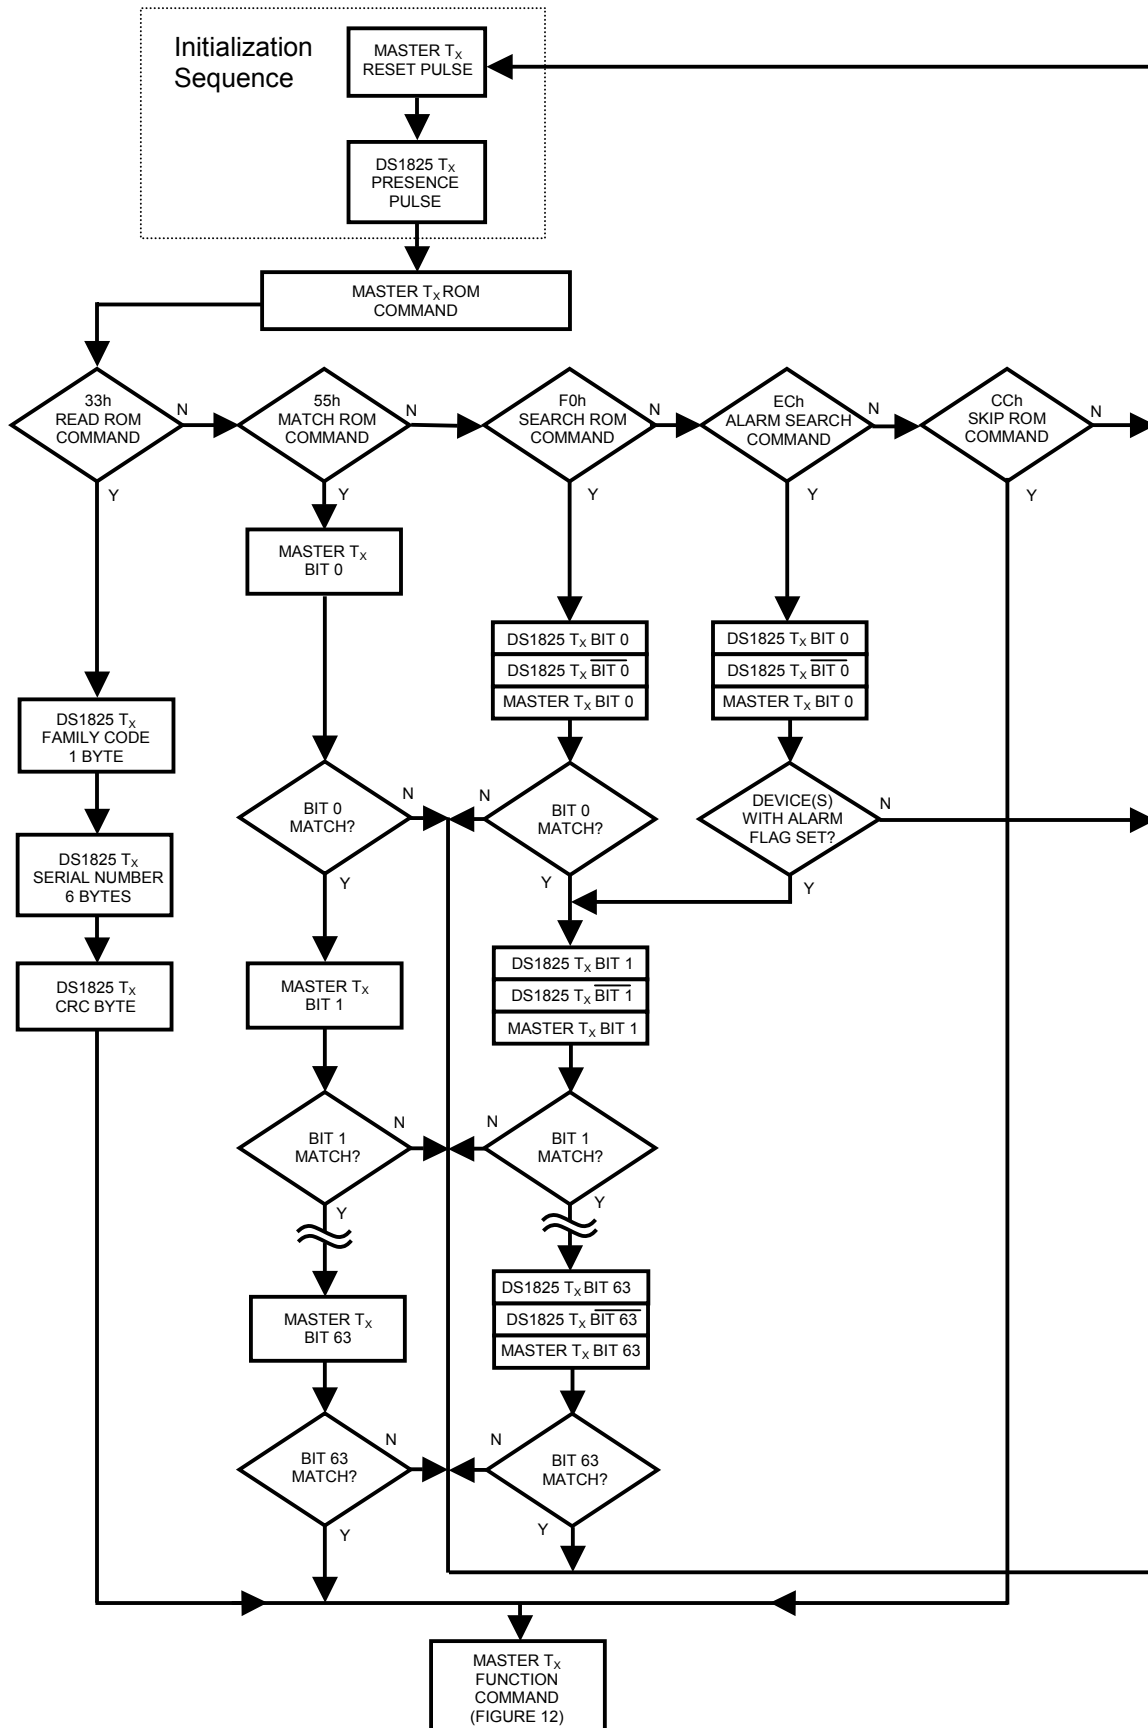 Initialization
Sequence
MASTER TX
RESET PULSE
DS1825 TX
PRESENCE
PULSE
MASTER TX ROM
COMMAND
33h
READ ROM
COMMAND
N
Y
55h
MATCH ROM
COMMAND
N
Y
F0h
SEARCH ROM
COMMAND
N
Y
ECh
ALARM SEARCH
COMMAND
N
Y
CCh
SKIP ROM
COMMAND
N
Y
MASTER TX
BIT 0
DS1825 TX BIT 0
DS1825 TX BIT 0
MASTER TX BIT 0
DS1825 TX BIT 0
DS1825 TX BIT 0
MASTER TX BIT 0
DS1825 TX
FAMILY CODE
1 BYTE
DS1825 TX
SERIAL NUMBER
6 BYTES
DS1825 TX
CRC BYTE
BIT 0
MATCH?
N
Y
BIT 0
MATCH?
N
Y
DEVICE(S)
WITH ALARM
FLAG SET?
N
Y
MASTER TX
BIT 1
DS1825 TX BIT 1
DS1825 TX BIT 1
MASTER TX BIT 1
BIT 1
MATCH?
N
Y
BIT 1
MATCH?
N
Y
MASTER TX
BIT 63
DS1825 TX BIT 63
DS1825 TX BIT 63
MASTER TX BIT 63
BIT 63
MATCH?
N
Y
BIT 63
MATCH?
N
Y
MASTER TX
FUNCTION
COMMAND
(FIGURE 12)